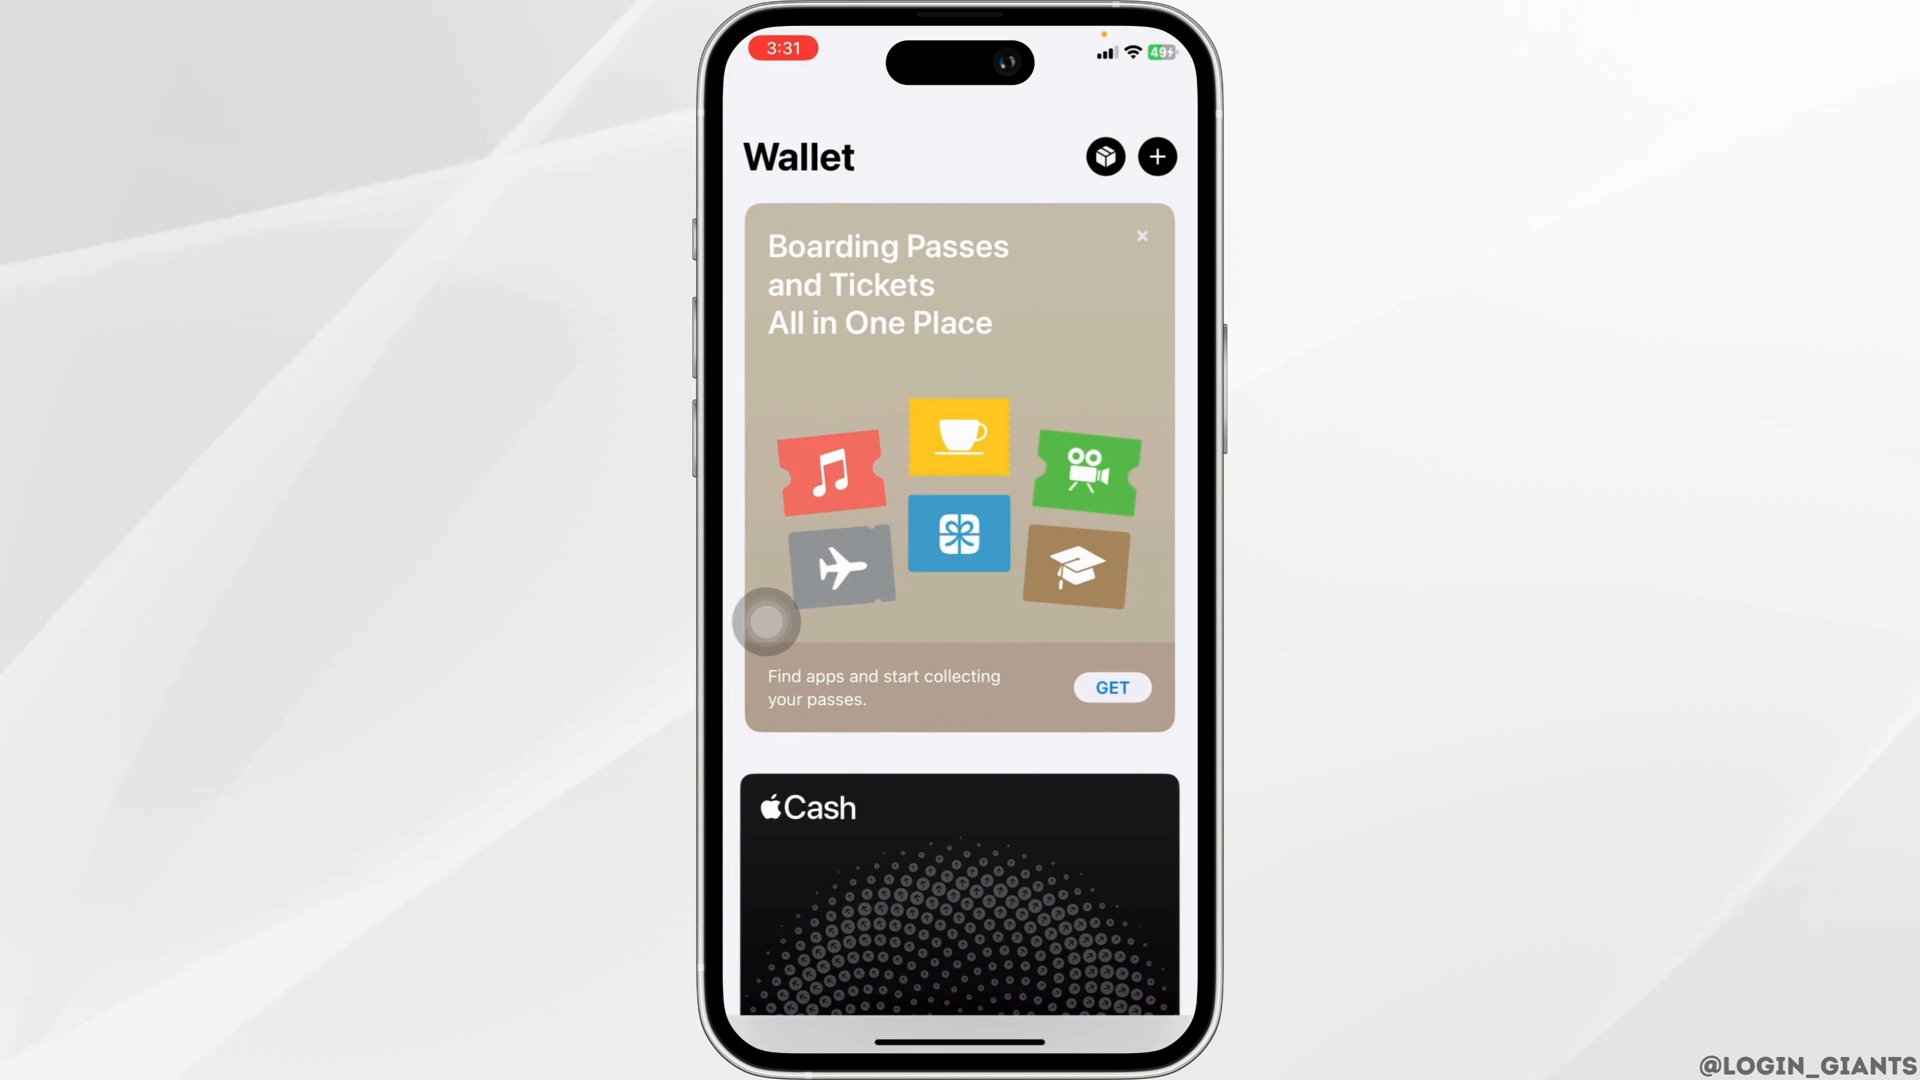 3:31
49
Wallet
Boarding Passes
and Tickets
All in One Place
Find apps and start collecting
your passes.
GET
Cash
@LOGIN_GIANTS